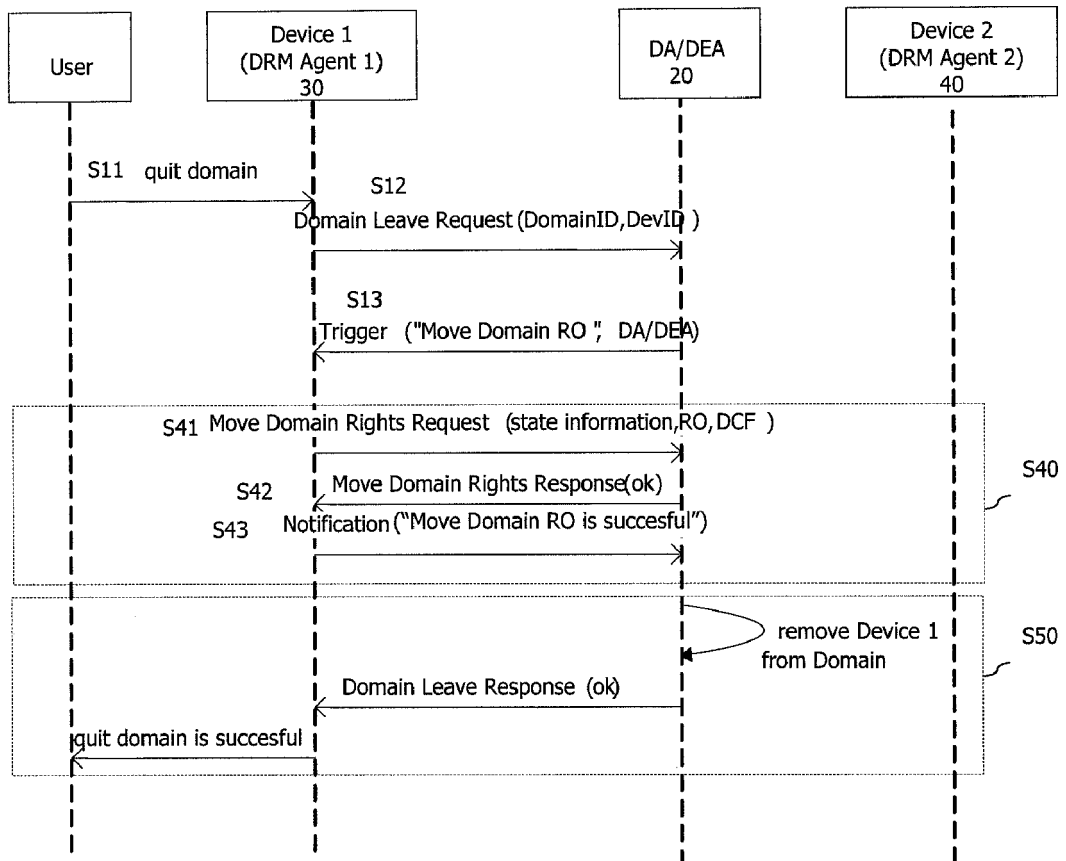 User
Device 1
(DRM Agent 1)
30
DA/DEA
20
Device 2
(DRM Agent 2)
40
S11 quit domain
S12
Domain Leave Request (DomainID,DevID )
S13
Trigger ("Move Domain RO ", DA/DEA)
S41 Move Domain Rights Request (state information,RO,DCF )
S42 Move Domain Rights Response(ok)
S43 Notification ("Move Domain RO is succesful")
S40
remove Device 1
from Domain
S50
Domain Leave Response (ok)
quit domain is succesful